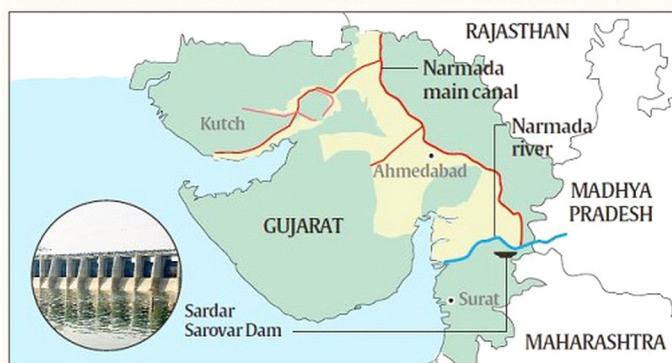 RAJASTHAN
Narmada
main canal
Kutch
Narmada
river
Ahmedabad
MADHYA
PRADESH
GUJARAT
Sardar
Sarovar Dam
Surat
MAHARASHTRA